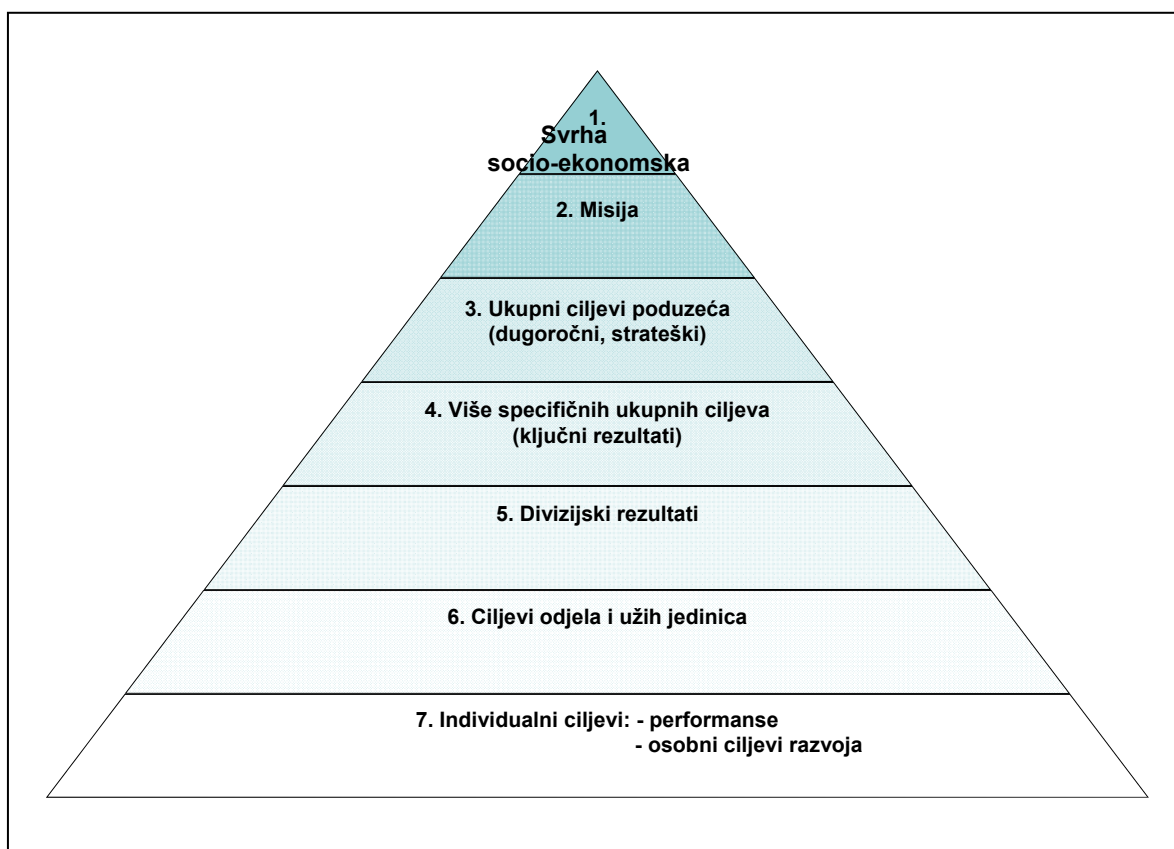 1.
Svrha
socio-ekonomska
2. Misija
3. Ukupni ciljevi poduzeća
(dugoročni, strateški)
4. Više specifičnih ukupnih ciljeva
(ključni rezultati)
5. Divizijski rezultati
6. Ciljevi odjela i užih jedinica
7. Individualni ciljevi: - performanse
- osobni ciljevi razvoja